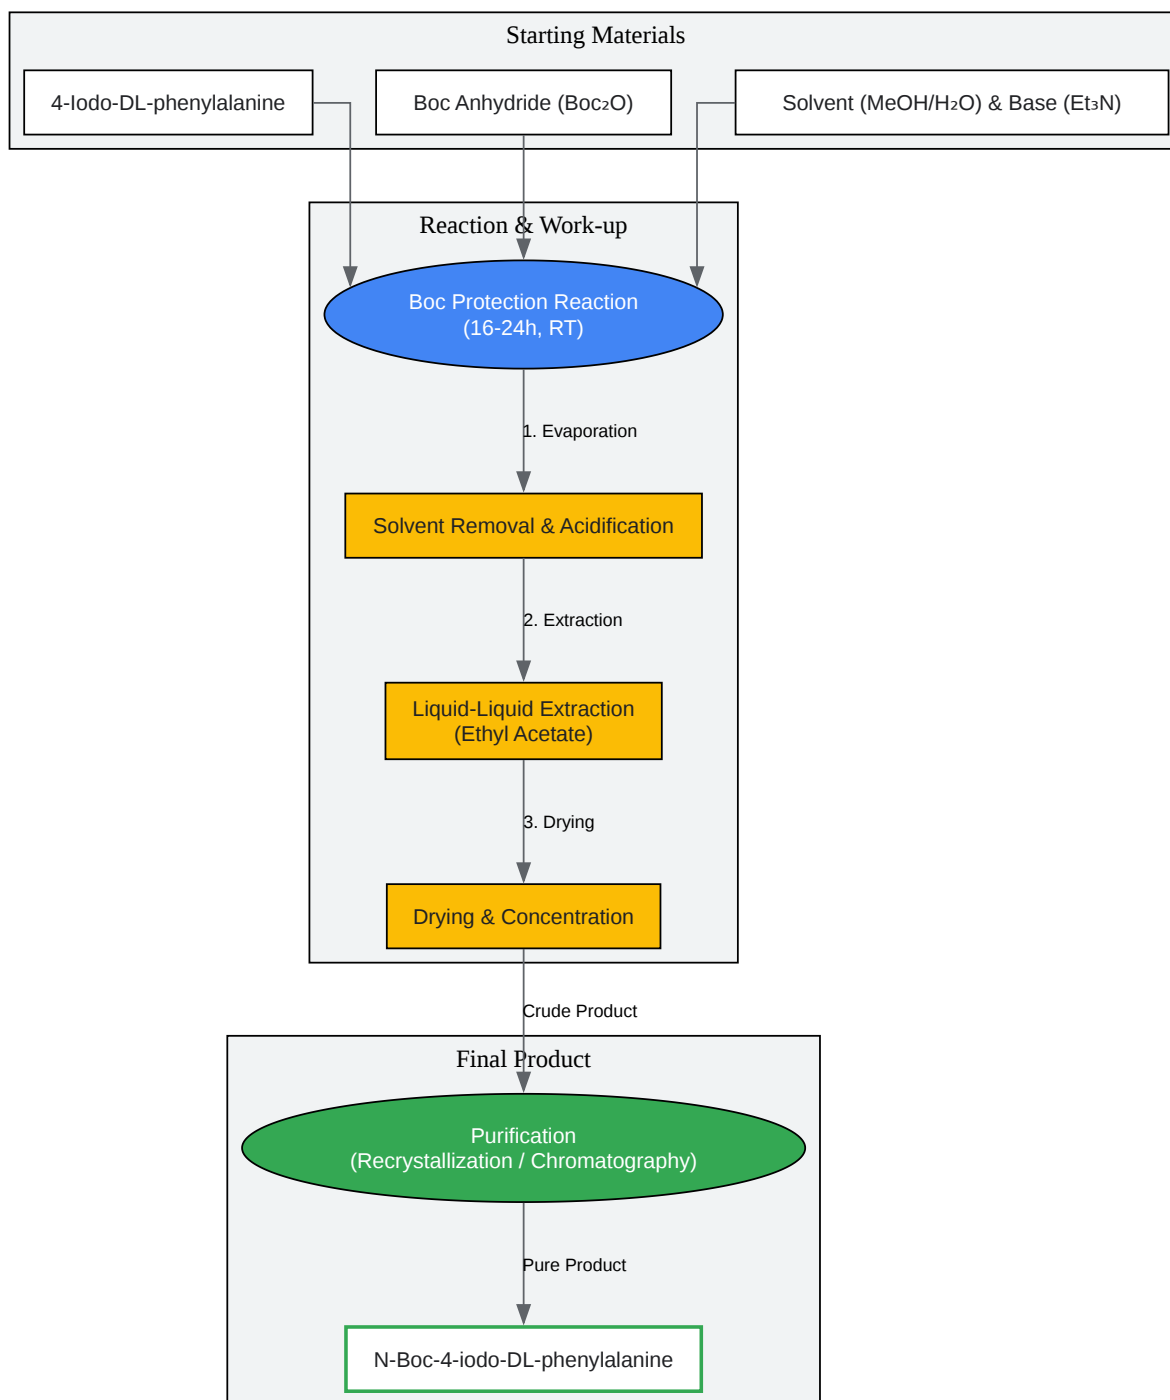 Starting Materials
4-Iodo-DL-phenylalanine
Boc Anhydride (Boc₂O)
Solvent (MeOH/H₂O) & Base (Et₃N)
Reaction & Work-up
Boc Protection Reaction
(16-24h, RT)
1. Evaporation
Solvent Removal & Acidification
2. Extraction
Liquid-Liquid Extraction
(Ethyl Acetate)
3. Drying
Drying & Concentration
Crude Product
Final Product
Purification
(Recrystallization / Chromatography)
Pure Product
N-Boc-4-iodo-DL-phenylalanine